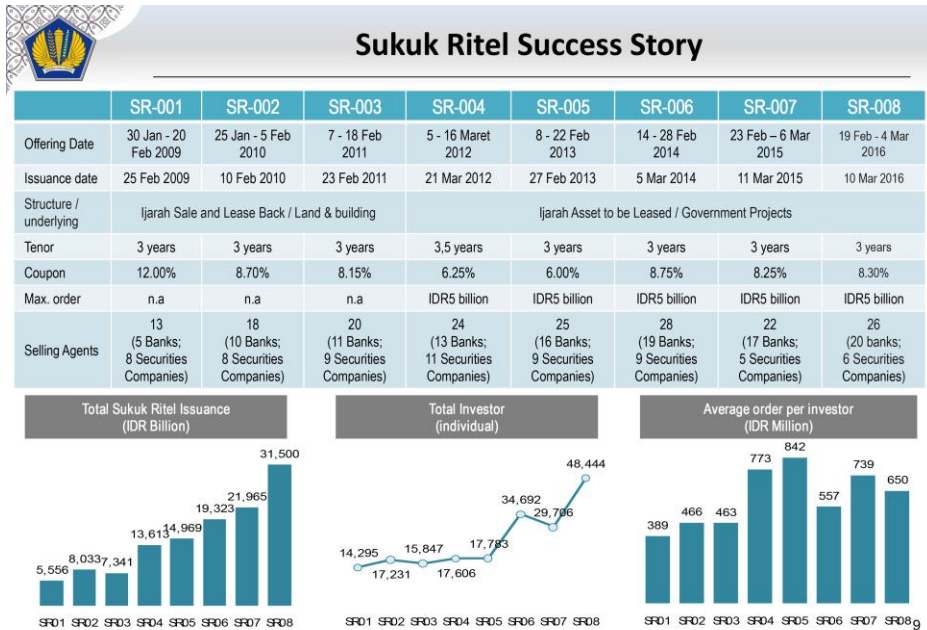 Sukuk Ritel Success Story
SR-001 SR-002 SR-003 SR-004 SR-005 SR-006 SR-007 SR-008
Offering Date
30 Jan - 20
Feb 2009
25 Jan - 5 Feb
2010
7 - 18 Feb
2011
5 - 16 Maret
2012
8 - 22 Feb
2013
14 - 28 Feb
2014
23 Feb – 6 Mar
2015
19 Feb - 4 Mar
2016
Issuance date 25 Feb 2009 10 Feb 2010 23 Feb 2011 21 Mar 2012 27 Feb 2013 5 Mar 2014 11 Mar 2015 10 Mar 2016
Structure /
underlying
Ijarah Sale and Lease Back / Land & building
Ijarah Asset to be Leased / Government Projects
Tenor 3 years 3 years 3 years 3,5 years 3 years 3 years 3 years 3 years
Coupon 12.00% 8.70% 8.15% 6.25% 6.00% 8.75% 8.25% 8.30%
Max. order n.a n.a n.a IDR5 billion IDR5 billion IDR5 billion IDR5 billion IDR5 billion
Selling Agents
13
(5 Banks;
8 Securities
Companies)
18
(10 Banks;
8 Securities
Companies)
20
(11 Banks;
9 Securities
Companies)
24
(13 Banks;
11 Securities
Companies)
25
(16 Banks;
9 Securities
Companies)
28
(19 Banks;
9 Securities
Companies)
22
(17 Banks;
5 Securities
Companies)
26
(20 banks;
6 Securities
Companies)
Total Sukuk Ritel Issuance
(IDR Billion)
5,556 8,033 7,341 13,613 14,969 19,323 21,965 31,500
SR01 SR02 SR03 SR04 SR05 SR06 SR07 SR08
Total Investor
(individual)
14,295 17,231 15,847 17,606 17,783 34,692 29,706 48,444
SR01 SR02 SR03 SR04 SR05 SR06 SR07 SR08
Average order per investor
(IDR Million)
389 466 463 773 842 557 739 650
SR01 SR02 SR03 SR04 SR05 SR06 SR07 SR08
9